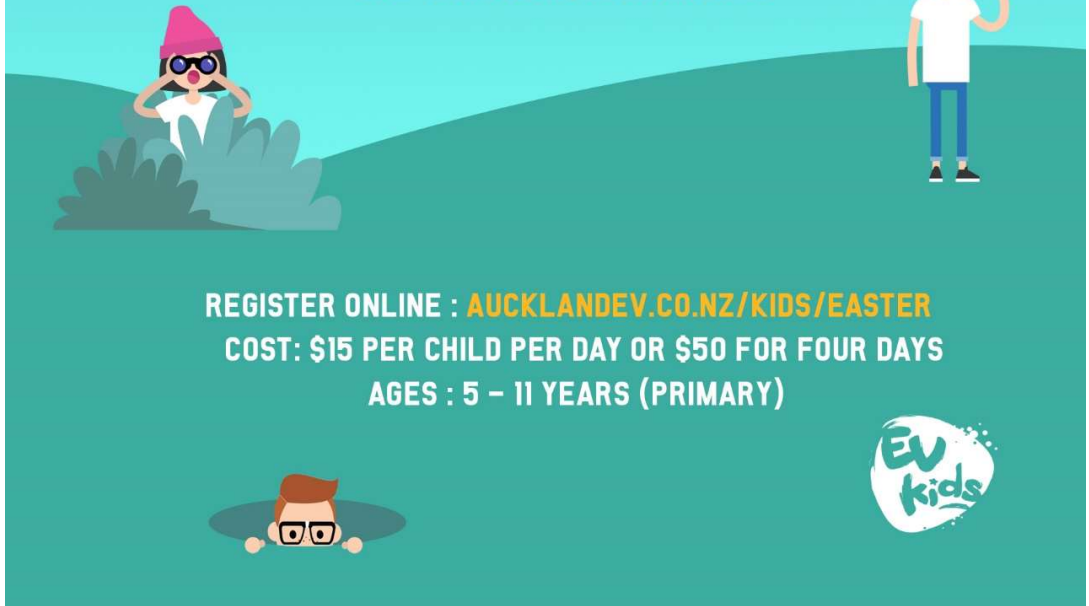 REGISTER ONLINE : AUCKLANDEV.CO.NZ/KIDS/EASTER
COST: $15 PER CHILD PER DAY OR $50 FOR FOUR DAYS
AGES : 5 – 11 YEARS (PRIMARY)
EV
kids